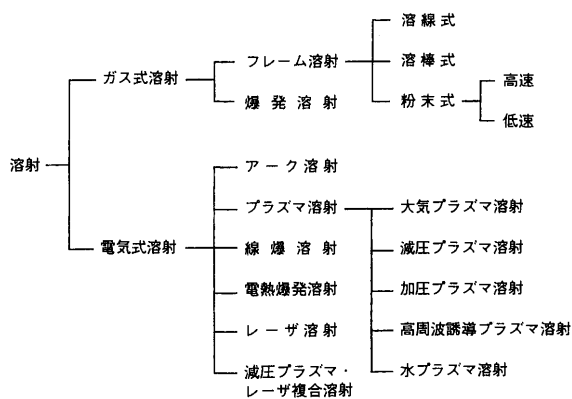 溶射
ガス式溶射
フレーム溶射
溶線式
溶棒式
粉末式
高速
低速
爆発溶射
電気式溶射
アーク溶射
プラズマ溶射
大気プラズマ溶射
減圧プラズマ溶射
加圧プラズマ溶射
高周波誘導プラズマ溶射
水プラズマ溶射
線爆溶射
電熱爆発溶射
レーザ溶射
減圧プラズマ・
レーザ複合溶射